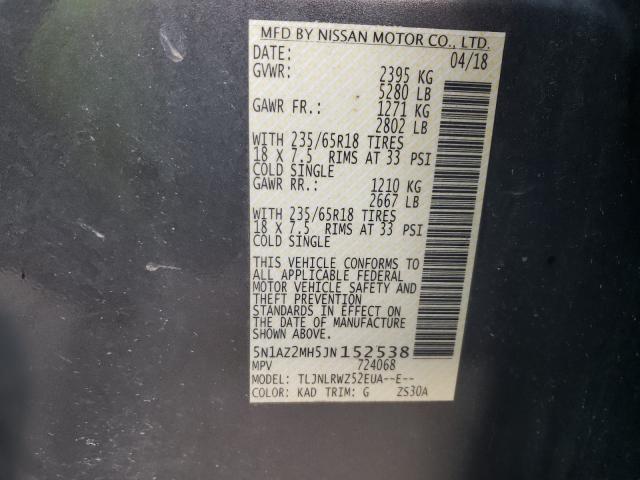 MFD BY NISSAN MOTOR CO., LTD.
DATE: 04/18
GVWR: 2395 KG
5280 LB
GAWR FR.: 1271 KG
2802 LB
WITH 235/65R18 TIRES
18 X 7.5 RIMS AT 33 PSI
COLD SINGLE
GAWR RR.: 1210 KG
2667 LB
WITH 235/65R18 TIRES
18 X 7.5 RIMS AT 33 PSI
COLD SINGLE
THIS VEHICLE CONFORMS TO
ALL APPLICABLE FEDERAL
MOTOR VEHICLE SAFETY AND
THEFT PREVENTION
STANDARDS IN EFFECT ON
THE DATE OF MANUFACTURE
SHOWN ABOVE.
5N1AZ2MH5JN152538
MPV 724068
MODEL: TLJNLRWZ52EUA--E--
COLOR: KAD TRIM: G ZS30A